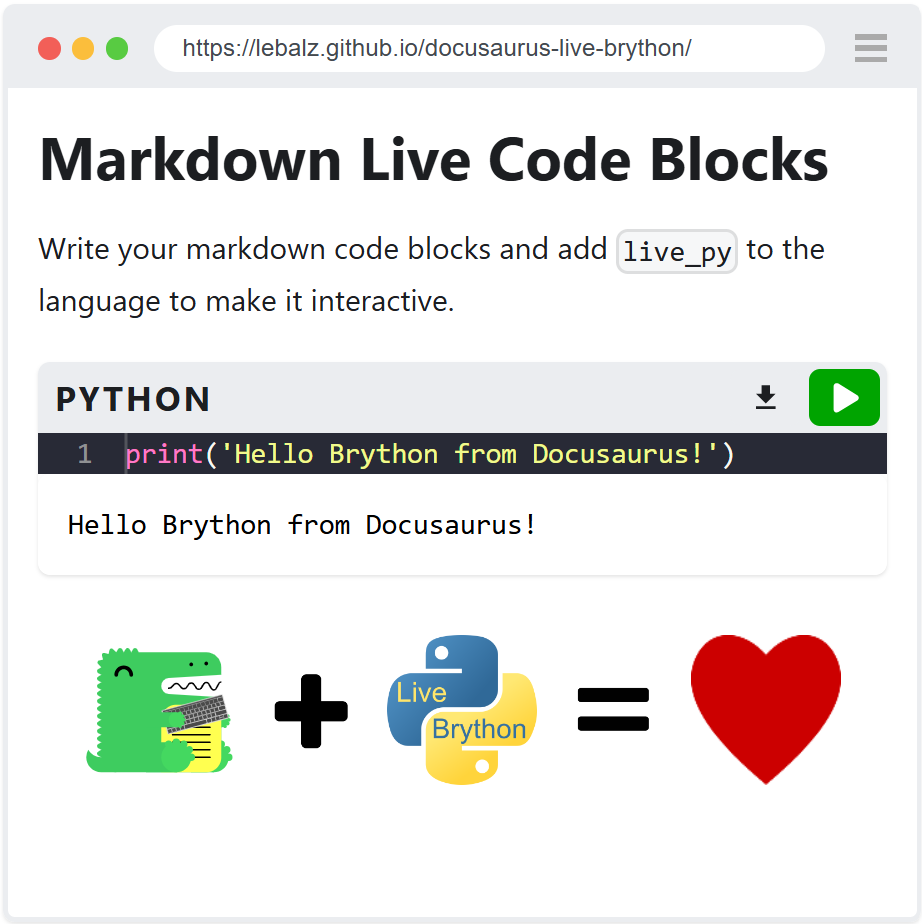 https://lebalz.github.io/docusaurus-live-brython/
Markdown Live Code Blocks
Write your markdown code blocks and add live_py to the
language to make it interactive.
PYTHON
1 print('Hello Brython from Docusaurus!')
Hello Brython from Docusaurus!
Live
Brython